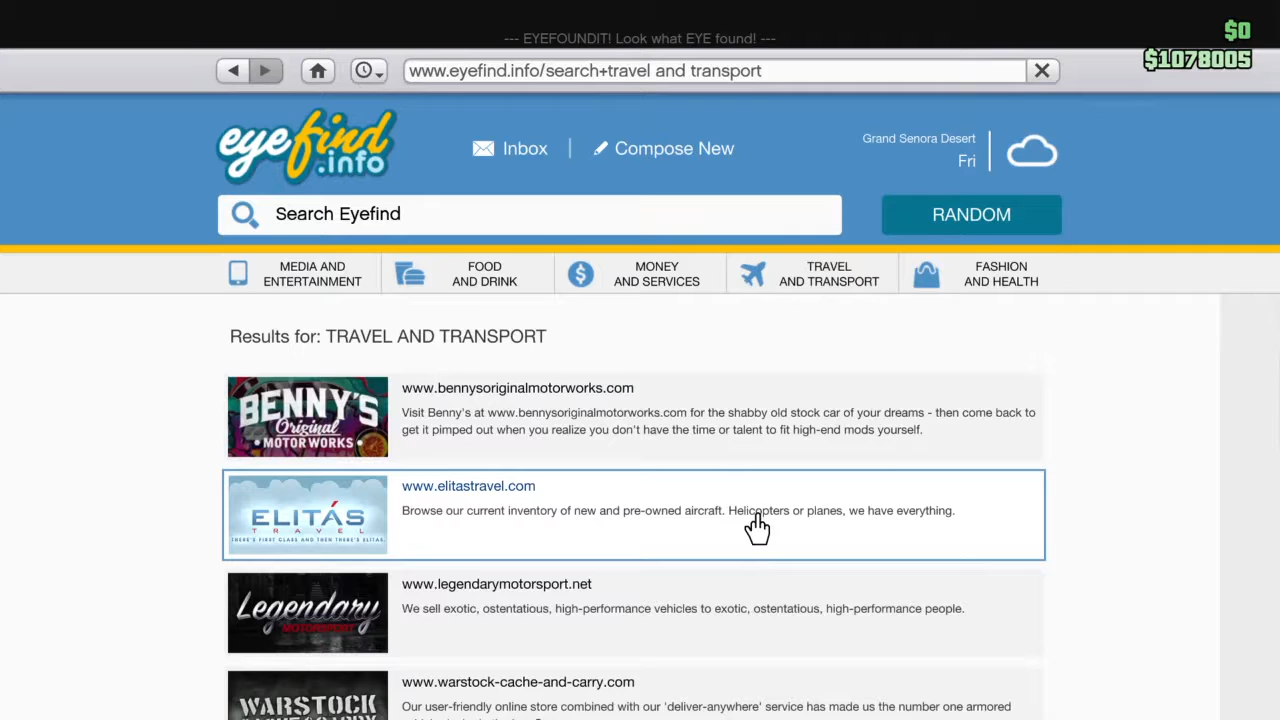 --- EYEFOUNDIT! Look what EYE found! ---
$0
$1078005
www.eyefind.info/search+travel and transport
eyefind
.info
Inbox
Compose New
Grand Senora Desert
Fri
Search Eyefind
RANDOM
MEDIA AND
ENTERTAINMENT
FOOD
AND DRINK
MONEY
AND SERVICES
TRAVEL
AND TRANSPORT
FASHION
AND HEALTH
Results for: TRAVEL AND TRANSPORT
BENNY'S
Original
MOTORWORKS
www.bennysoriginalmotorworks.com
Visit Benny's at www.bennysoriginalmotorworks.com for the shabby old stock car of your dreams - then come back to
get it pimped out when you realize you don't have the time or talent to fit high-end mods yourself.
ELITÁS
TRAVEL
THERE'S FIRST CLASS AND THEN THERE'S ELITAS
www.elitastravel.com
Browse our current inventory of new and pre-owned aircraft. Helicopters or planes, we have everything.
Legendary
MOTORSPORT
www.legendarymotorsport.net
We sell exotic, ostentatious, high-performance vehicles to exotic, ostentatious, high-performance people.
WARSTOCK
www.warstock-cache-and-carry.com
Our user-friendly online store combined with our 'deliver-anywhere' service has made us the number one armored